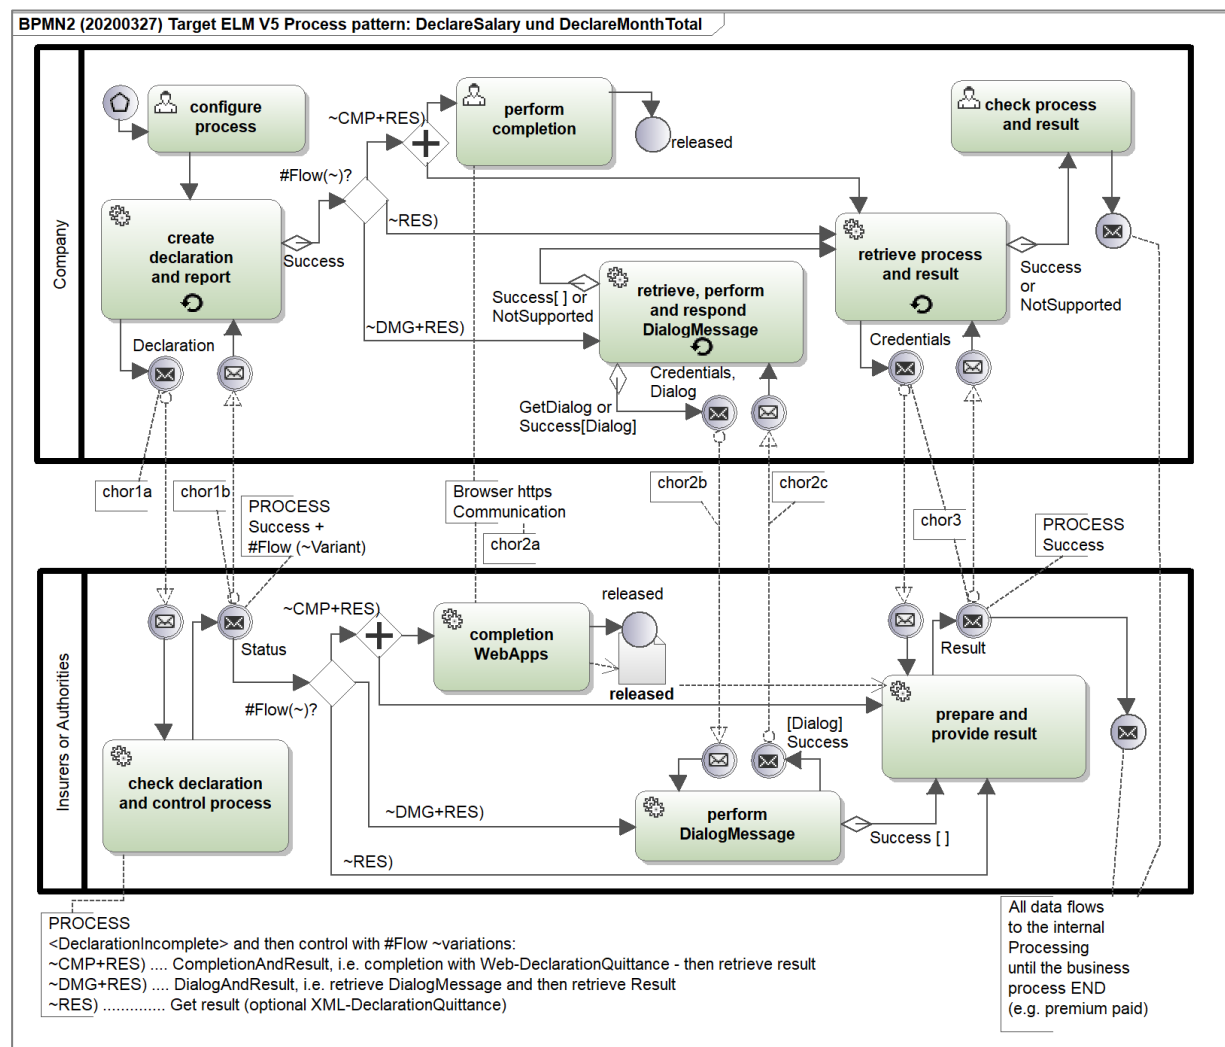 BPMN2 (20200327) Target ELM V5 Process pattern: DeclareSalary und DeclareMonthTotal
Company
configure
process
~CMP+RES)
perform
completion
released
check process
and result
#Flow(~)?
create
declaration
and report
Success
~RES)
retrieve process
and result
Success
or
NotSupported
Success[ ] or
NotSupported
retrieve, perform
and respond
DialogMessage
~DMG+RES)
Declaration
Credentials,
Dialog
Credentials
GetDialog or
Success[Dialog]
chor1a
chor1b
PROCESS
Success +
#Flow (~Variant)
Browser https
Communication
chor2a
chor2b
chor2c
chor3
PROCESS
Success
Insurers or Authorities
Status
~CMP+RES)
completion
WebApps
released
released
Result
#Flow(~)?
prepare and
provide result
[Dialog]
Success
check declaration
and control process
~DMG+RES)
perform
DialogMessage
Success [ ]
~RES)
PROCESS
<DeclarationIncomplete> and then control with #Flow ~variations:
~CMP+RES) .... CompletionAndResult, i.e. completion with Web-DeclarationQuittance - then retrieve result
~DMG+RES) .... DialogAndResult, i.e. retrieve DialogMessage and then retrieve Result
~RES) .............. Get result (optional XML-DeclarationQuittance)
All data flows
to the internal
Processing
until the business
process END
(e.g. premium paid)